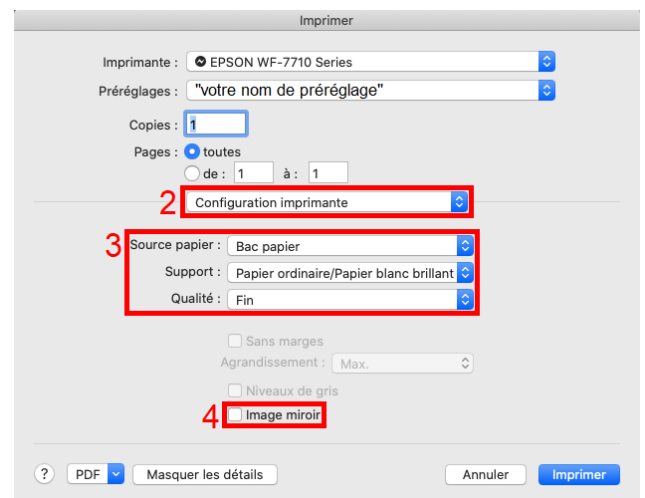 Imprimer
Imprimante : EPSON WF-7710 Series
Préréglages : "votre nom de préréglage"
Copies : 1
Pages : toutes
de : 1 à : 1
2 Configuration imprimante
3 Source papier : Bac papier
Support : Papier ordinaire/Papier blanc brillant
Qualité : Fin
Sans marges
Agrandissement : Max.
Niveaux de gris
4 Image miroir
? PDF Masquer les détails Annuler Imprimer